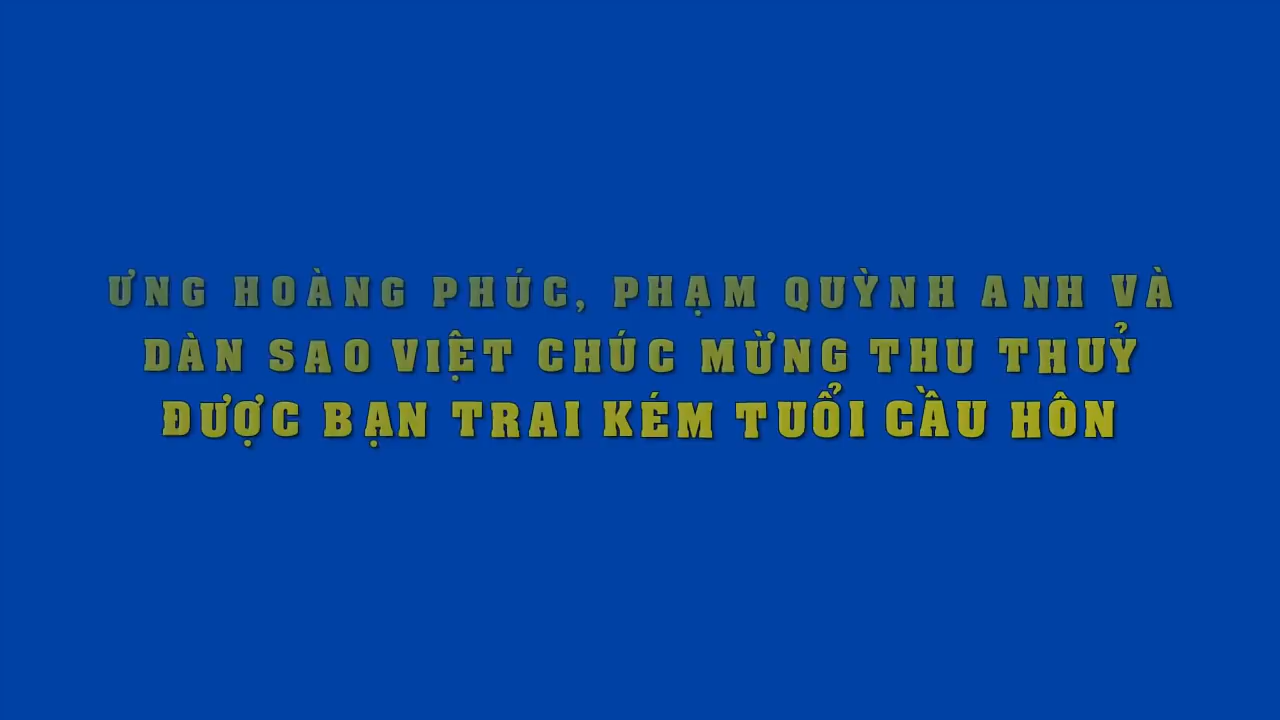 ƯNG HOÀNG PHÚC, PHẠM QUỲNH ANH VÀ
DÀN SAO VIỆT CHÚC MỪNG THU THUỶ
ĐƯỢC BẠN TRAI KÉM TUỔI CẦU HÔN